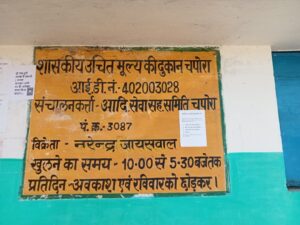 शासकीय उचित मूल्य की दुकान चपोरा
आई.डी.नं.-402003028
संचालनकर्ता- आदि.सेवा सह.समिति चपोरा
पं.क्र.-3087
विक्रेता - नरेन्द्र जायसवाल
खुलने का समय - 10-00 से 5-30 बजे तक
प्रतिदिन-अवकाश एवं रविवार को छोड़कर।